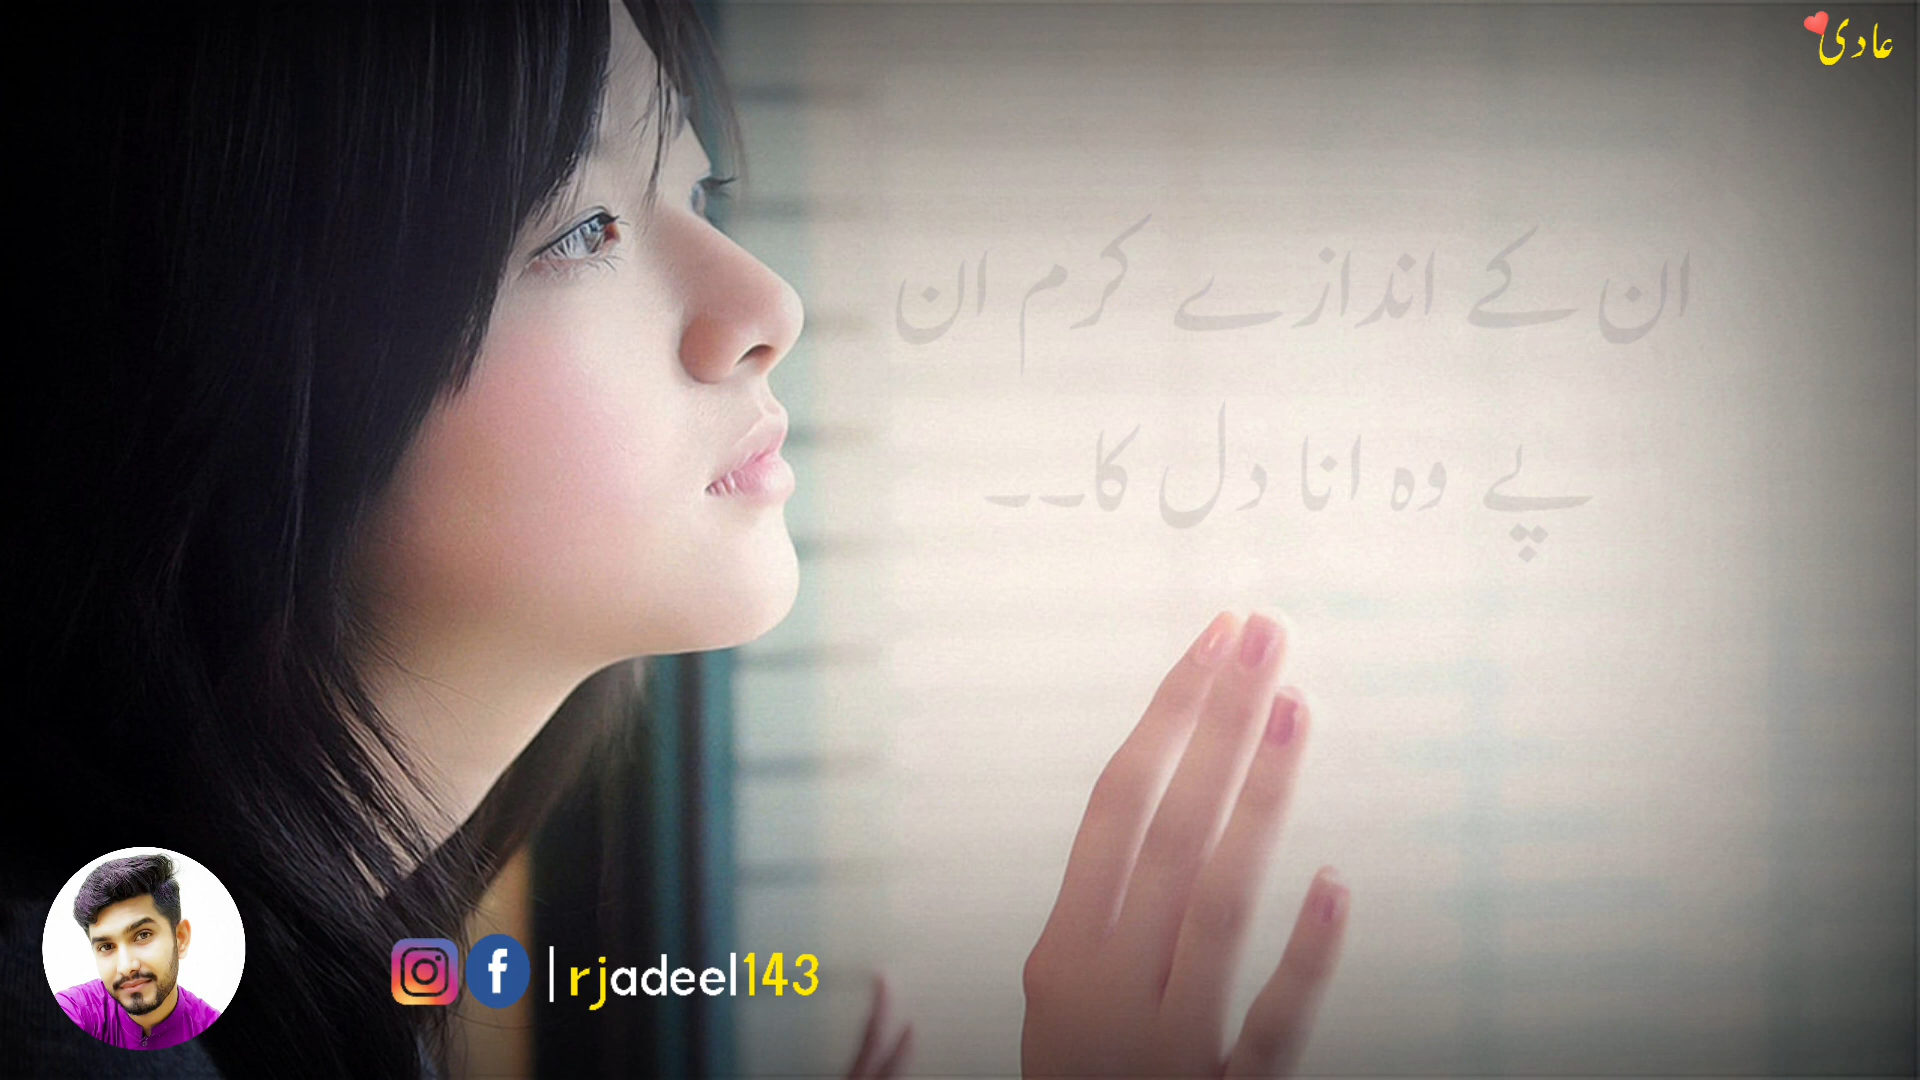 عادی
ان کے اندازے کرم ان
پے وہ انا دل کا۔۔
| rjadeel143